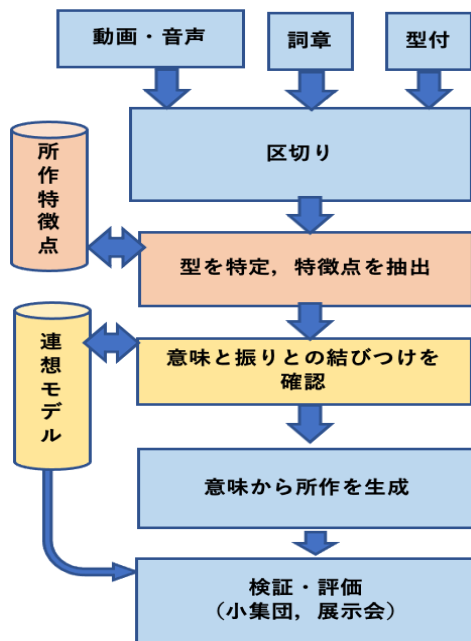 動画・音声
詞章
型付
区切り
所作特徴点
型を特定，特徴点を抽出
連想モデル
意味と振りとの結びつけを
確認
意味から所作を生成
検証・評価
（小集団，展示会）